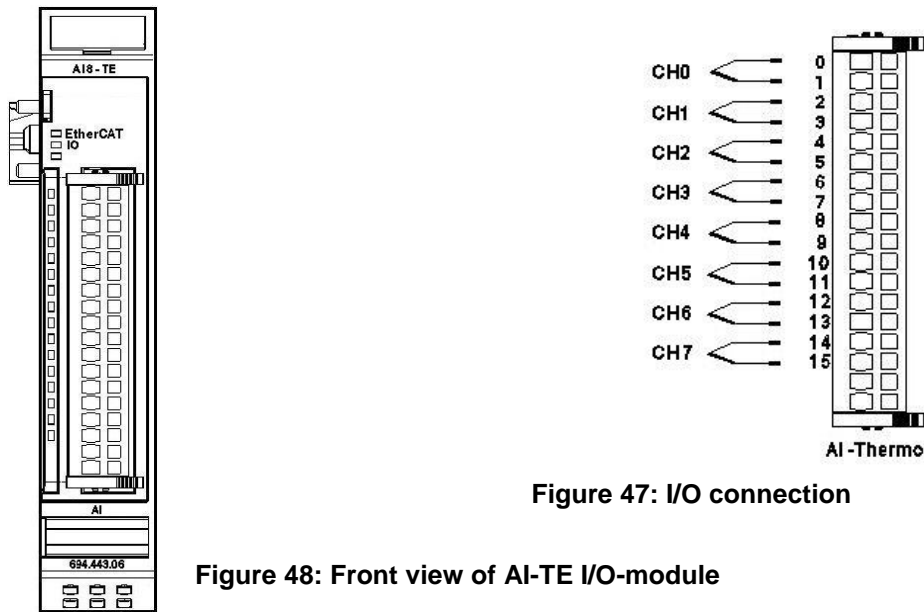 AI8-TE
EtherCAT
IO
AI
694.443.06
Figure 48: Front view of AI-TE I/O-module
CH0
0
1
CH1
2
3
CH2
4
5
CH3
6
7
CH4
8
9
CH5
10
11
CH6
12
13
CH7
14
15
AI-Thermo
Figure 47: I/O connection